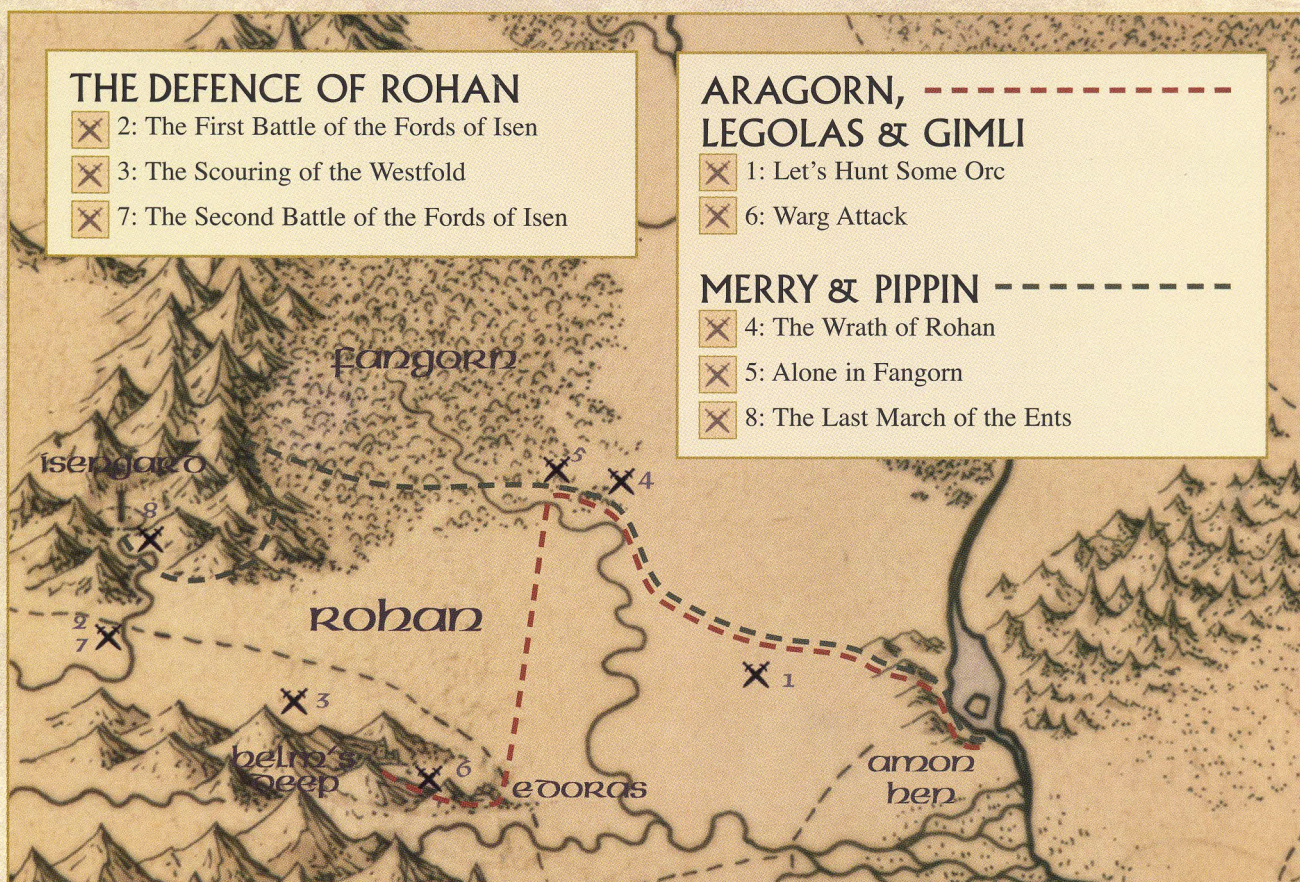 THE DEFENCE OF ROHAN
2: The First Battle of the Fords of Isen
3: The Scouring of the Westfold
7: The Second Battle of the Fords of Isen
ARAGORN,
LEGOLAS & GIMLI
1: Let's Hunt Some Orc
6: Warg Attack
MERRY & PIPPIN
4: The Wrath of Rohan
5: Alone in Fangorn
8: The Last March of the Ents
fangorn
isengard
5
4
8
Rohan
2
7
1
3
helm's
deep
6
edoras
amon
hen